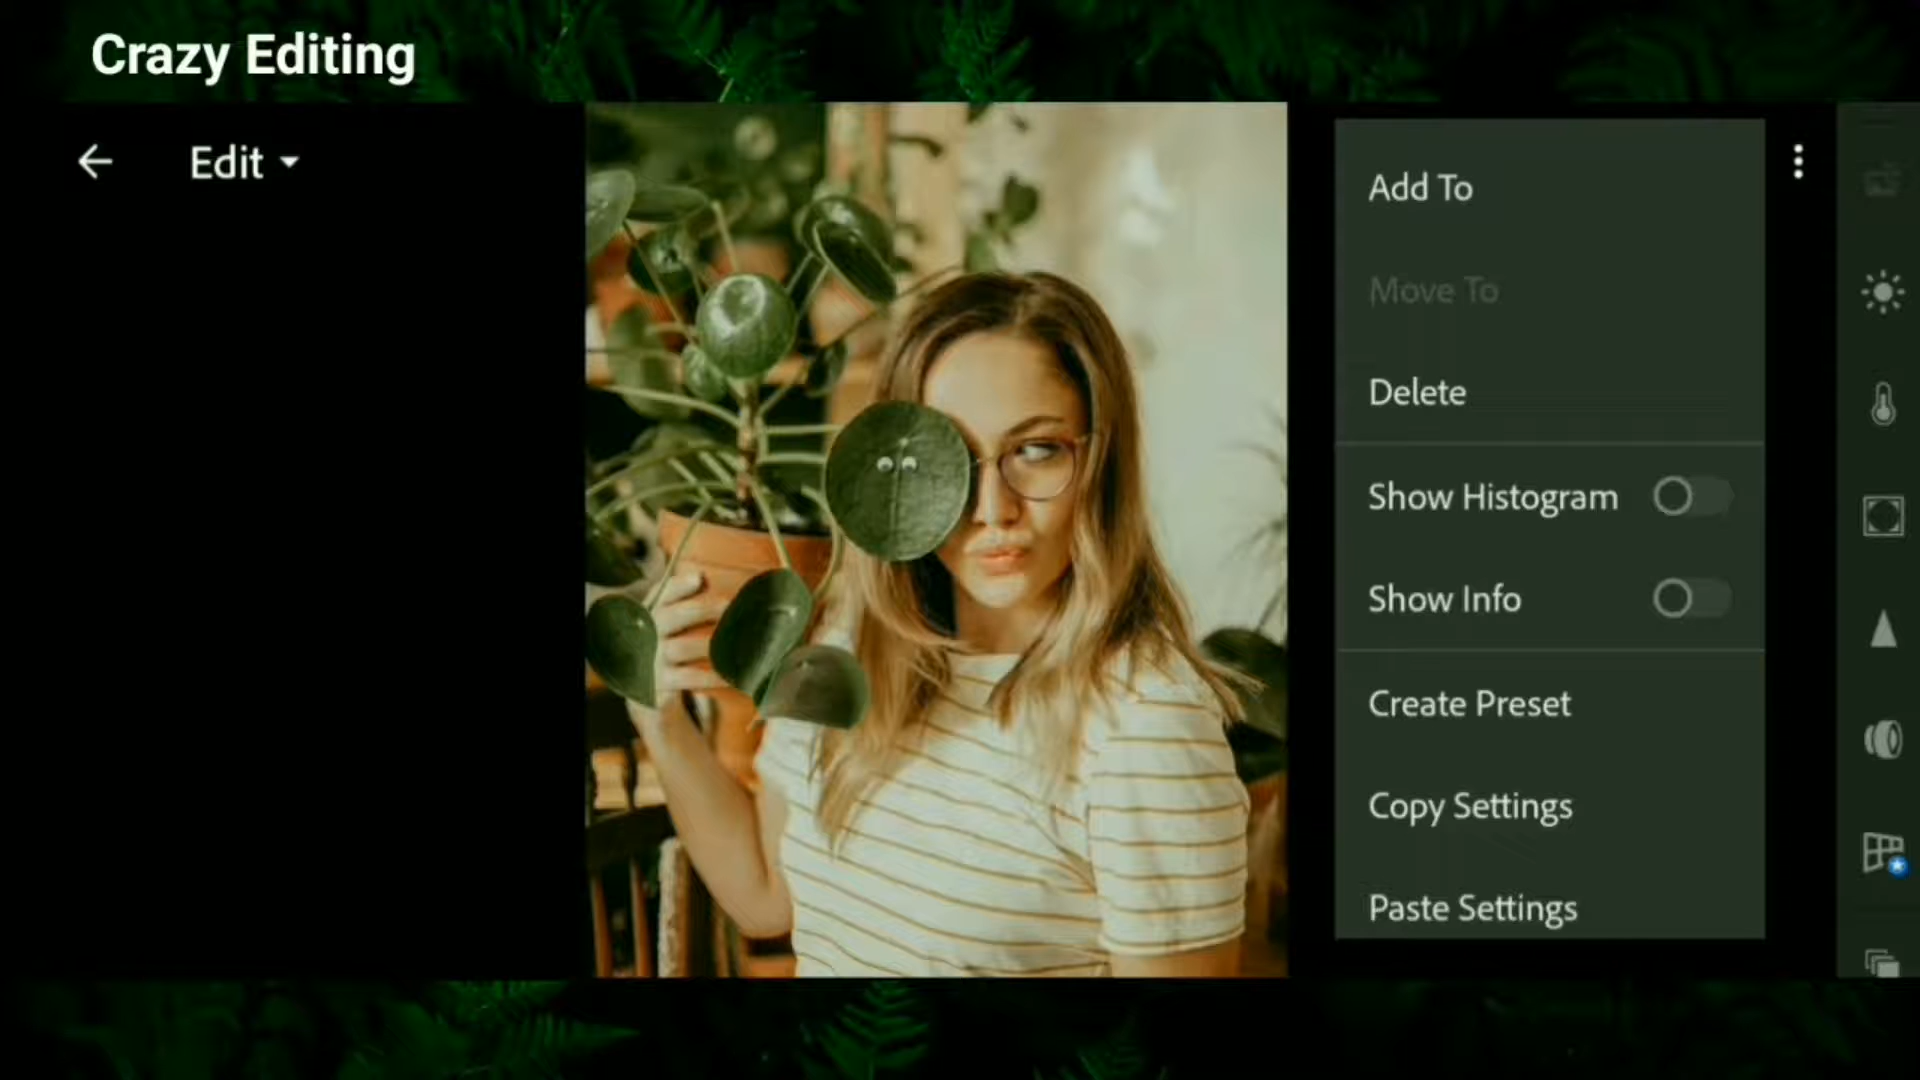 Crazy Editing
Edit
Add To
Move To
Delete
Show Histogram
Show Info
Create Preset
Copy Settings
Paste Settings